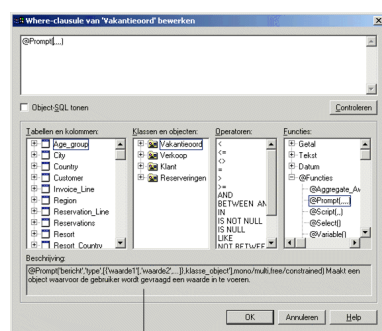 Where-clausule van 'Vakantieoord' bewerken
@Prompt(,,,,)
Object-SQL tonen
Controleren
Tabellen en kolommen:
Klassen en objecten:
Operatoren:
Functies:
Age_group
City
Country
Customer
Invoice_Line
Region
Reservation_Line
Reservations
Resort
Resort_Country
Vakantieoord
Verkoop
Klant
Reserveringen
<
<=
<>
=
>
>=
AND
BETWEEN AN
IN
IS NOT NULL
IS NULL
LIKE
NOT BETWEE
Getal
Tekst
Datum
@Functies
@Aggregate_Aw
@Prompt(,,,,)
@Script(,,)
@Select()
@Variable()
Beschrijving:
@Prompt('bericht','type',[{'waarde1','waarde2',...}|,klasse_object'],mono/multi,free/constrained) Maakt een
object waarvoor de gebruiker wordt gevraagd een waarde in te voeren.
OK
Annuleren
Help